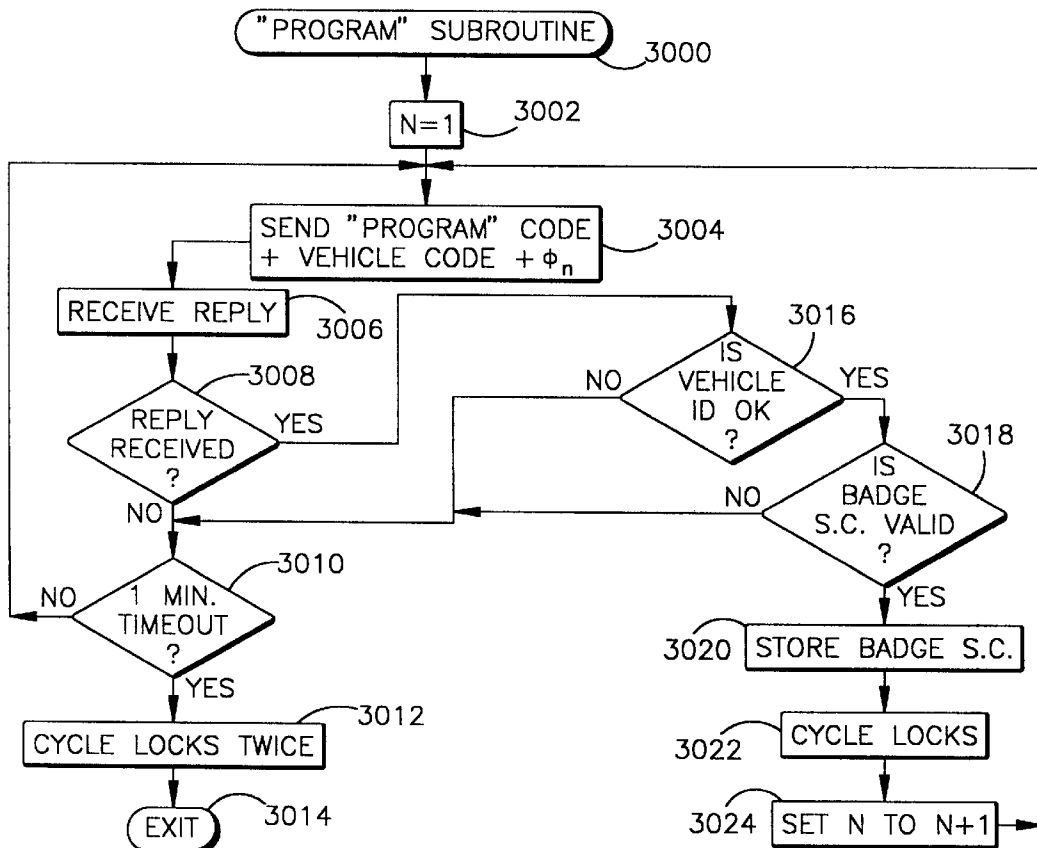 "PROGRAM" SUBROUTINE
3000
N=1
3002
SEND "PROGRAM" CODE
+ VEHICLE CODE + Φn
3004
RECEIVE REPLY
3006
3008
REPLY
RECEIVED
?
YES
NO
3016
IS
VEHICLE
ID OK
?
NO
YES
3018
IS
BADGE
S.C. VALID
?
NO
YES
3010
1 MIN.
TIMEOUT
?
NO
YES
3012
CYCLE LOCKS TWICE
EXIT
3014
3020
STORE BADGE S.C.
3022
CYCLE LOCKS
3024
SET N TO N+1